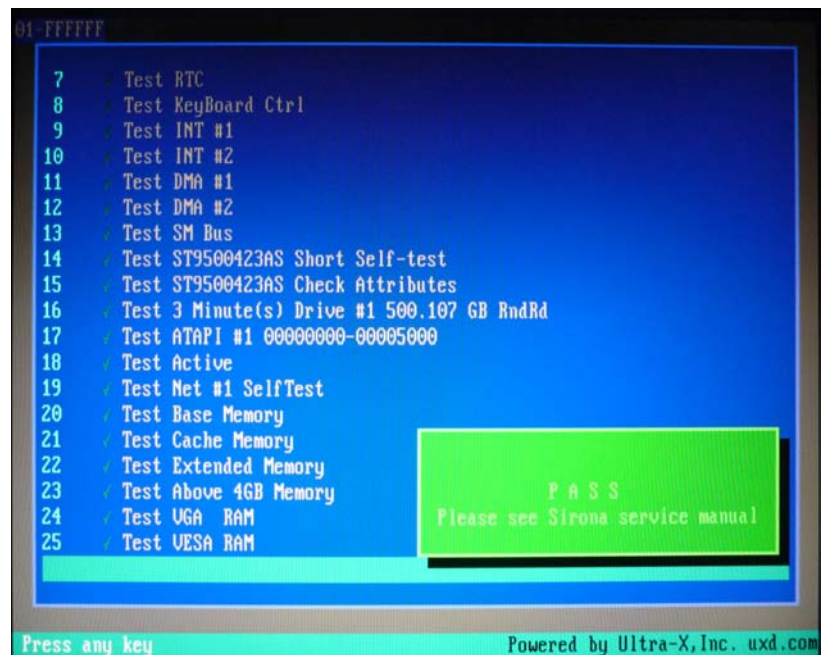 01-FFFFFF
7 √ Test RTC
8 √ Test KeyBoard Ctrl
9 √ Test INT #1
10 √ Test INT #2
11 √ Test DMA #1
12 √ Test DMA #2
13 √ Test SM Bus
14 √ Test ST9500423AS Short Self-test
15 √ Test ST9500423AS Check Attributes
16 √ Test 3 Minute(s) Drive #1 500.107 GB RndRd
17 √ Test ATAPI #1 00000000-00005000
18 √ Test Active
19 √ Test Net #1 SelfTest
20 √ Test Base Memory
21 √ Test Cache Memory
22 √ Test Extended Memory
23 √ Test Above 4GB Memory
24 √ Test VGA RAM
25 √ Test VESA RAM
P A S S
Please see Sirona service manual
Press any key
Powered by Ultra-X,Inc. uxd.com